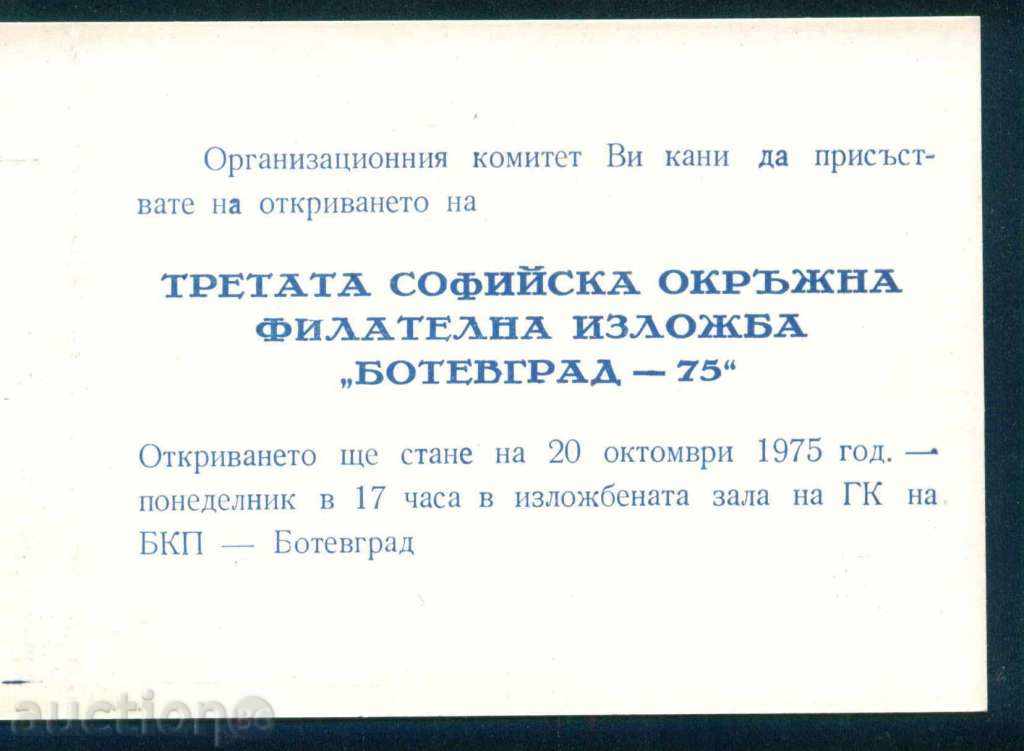 Организационния комитет Ви кани да присъст-
вате на откриването на
ТРЕТАТА СОФИЙСКА ОКРЪЖНА
ФИЛАТЕЛНА ИЗЛОЖБА
„БОТЕВГРАД — 75“
Откриването ще стане на 20 октомври 1975 год. —
понеделник в 17 часа в изложбената зала на ГК на
БКП — Ботевград
auction.bg